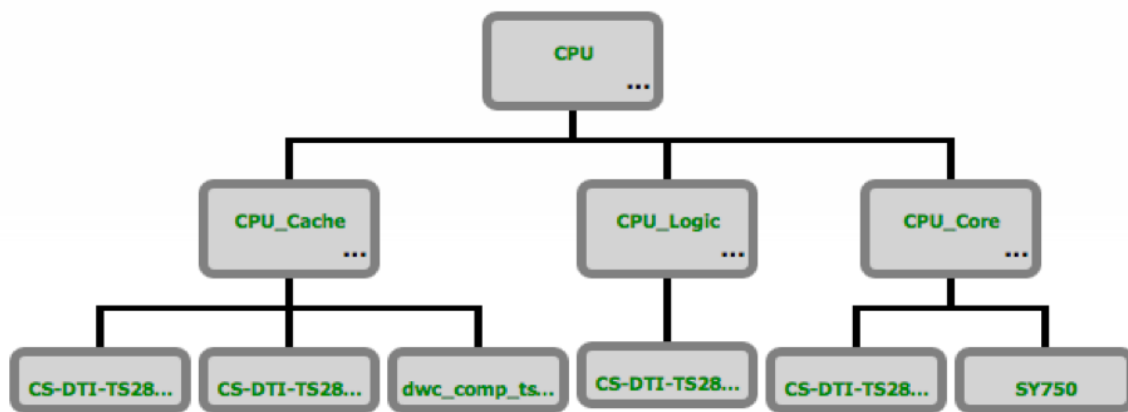 CPU
...
CPU_Cache
...
CPU_Logic
...
CPU_Core
...
CS-DTI-TS28...
CS-DTI-TS28...
dwc_comp_ts...
CS-DTI-TS28...
CS-DTI-TS28...
SY750